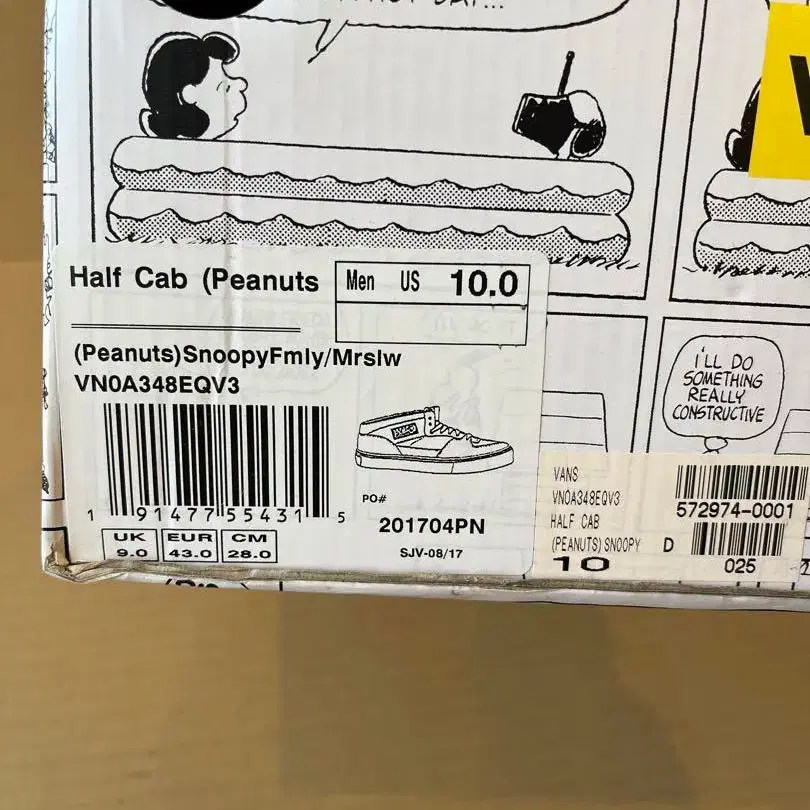 Half Cab (Peanuts
Men US 10.0
(Peanuts)SnoopyFmly/Mrslw
VN0A348EQV3
1 91477 55431 5
PO#
201704PN
SJV-08/17
UK EUR CM
9.0 43.0 28.0
I'LL DO
SOMETHING
REALLY
CONSTRUCTIVE
VANS
VN0A348EQV3
HALF CAB
(PEANUTS) SNOOPY D
10
572974-0001
025